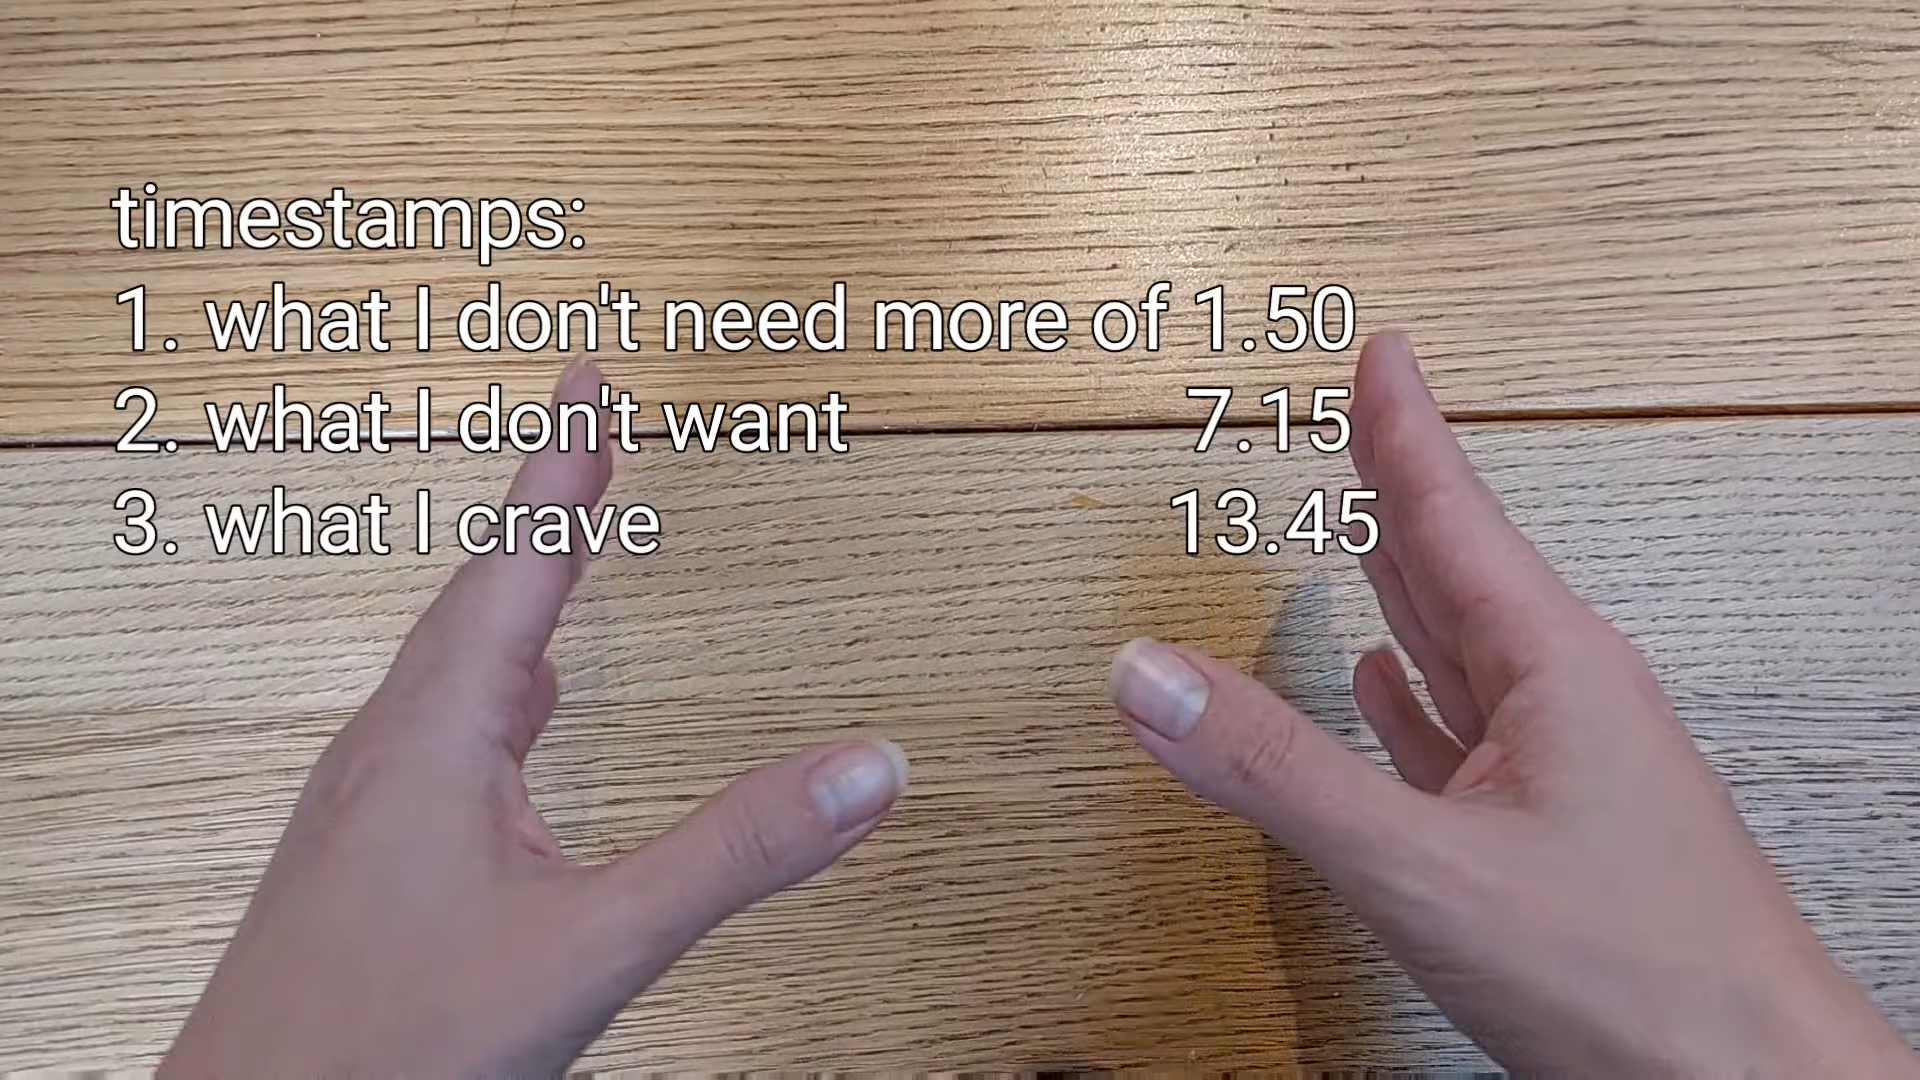 timestamps:
1. what I don't need more of 1.50
2. what I don't want 7.15
3. what I crave 13.45